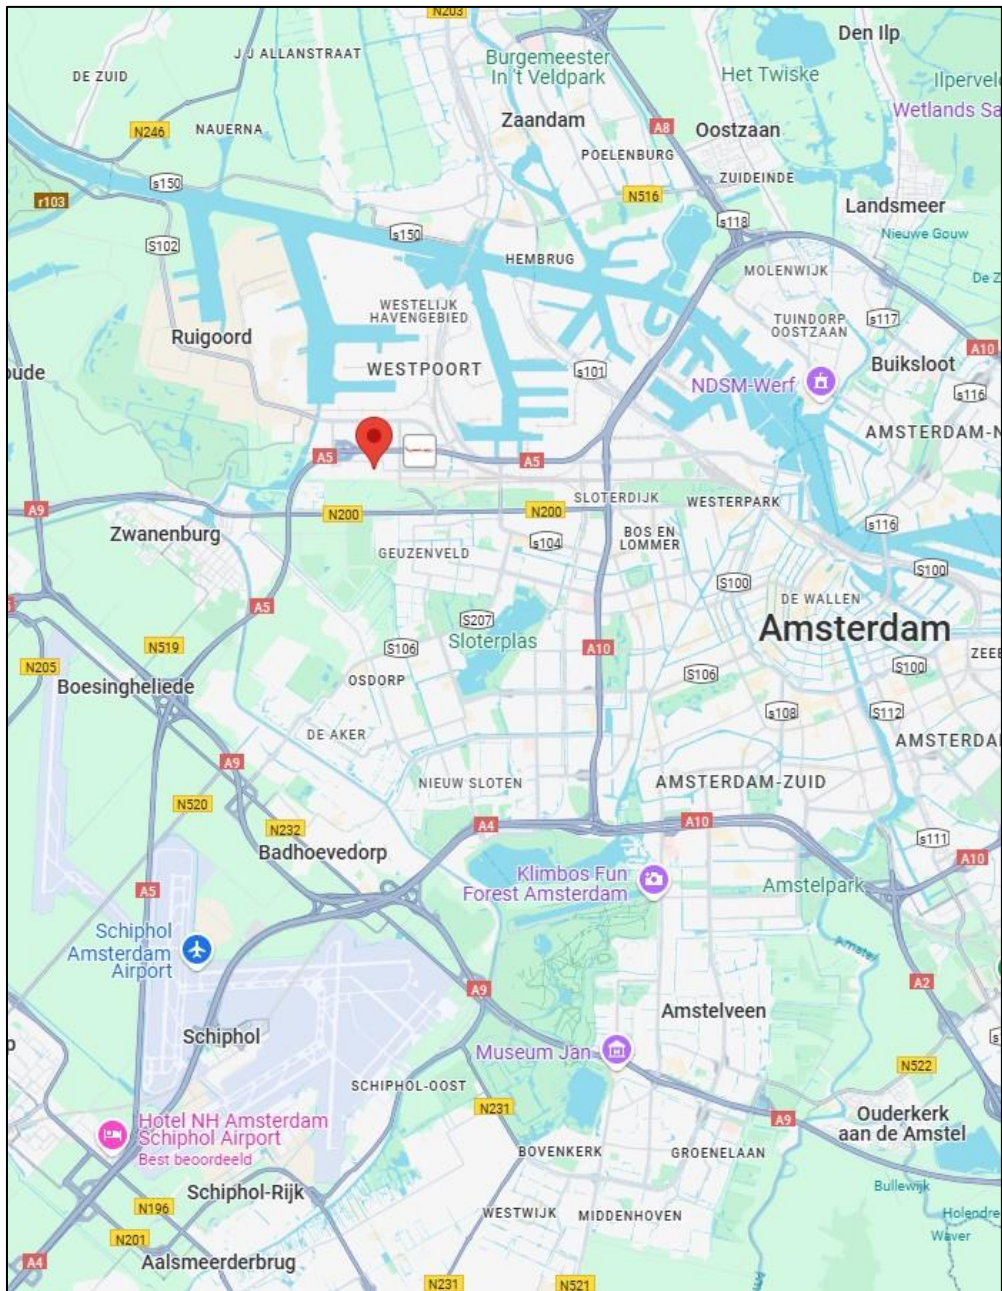 N203
Den Ilp
J J ALLANSTRAAT
Burgemeester
In 't Veldpark
DE ZUID
Het Twiske
Ilpervel
Wetlands Sa
N246
NAUERNA
Zaandam
A8
Oostzaan
POELENBURG
ZUIDEINDE
s150
r103
N516
Landsmeer
s118
Nieuwe Gouw
S102
s150
HEMBRUG
MOLENWIJK
De Z
WESTELIJK
HAVENGEBIED
TUINDORP
OOSTZAAN
s117
Ruigoord
A10
oude
WESTPOORT
s101
NDSM-Werf
Buiksloot
s116
AMSTERDAM-N
A5
A5
SLOTERDIJK
WESTERPARK
A9
N200
N200
Zwanenburg
BOS EN
LOMMER
s116
GEUZENVELD
s104
S100
S100
DE WALLEN
A5
S207
Amsterdam
Sloterplas
N519
S106
A10
ZEEB
N205
S100
Boesingheliede
OSDORP
S106
s108
S112
DE AKER
AMSTERDA
A9
NIEUW SLOTEN
AMSTERDAM-ZUID
N520
N232
A4
A10
s111
Badhoevedorp
A10
Klimbos Fun
Forest Amsterdam
Amstelpark
A5
Schiphol
Amsterdam
Airport
Amstel
A9
A2
Amstelveen
Schiphol
Museum Jan
N522
SCHIPHOL-OOST
N231
Hotel NH Amsterdam
Schiphol Airport
Best beoordeeld
A9
Ouderkerk
aan de Amstel
BOVENKERK
GROENELAAN
Bullewijk
Schiphol-Rijk
N196
WESTWIJK
MIDDENHOVEN
Holendre
Waver
N201
A4
Aalsmeerderbrug
N231
N521